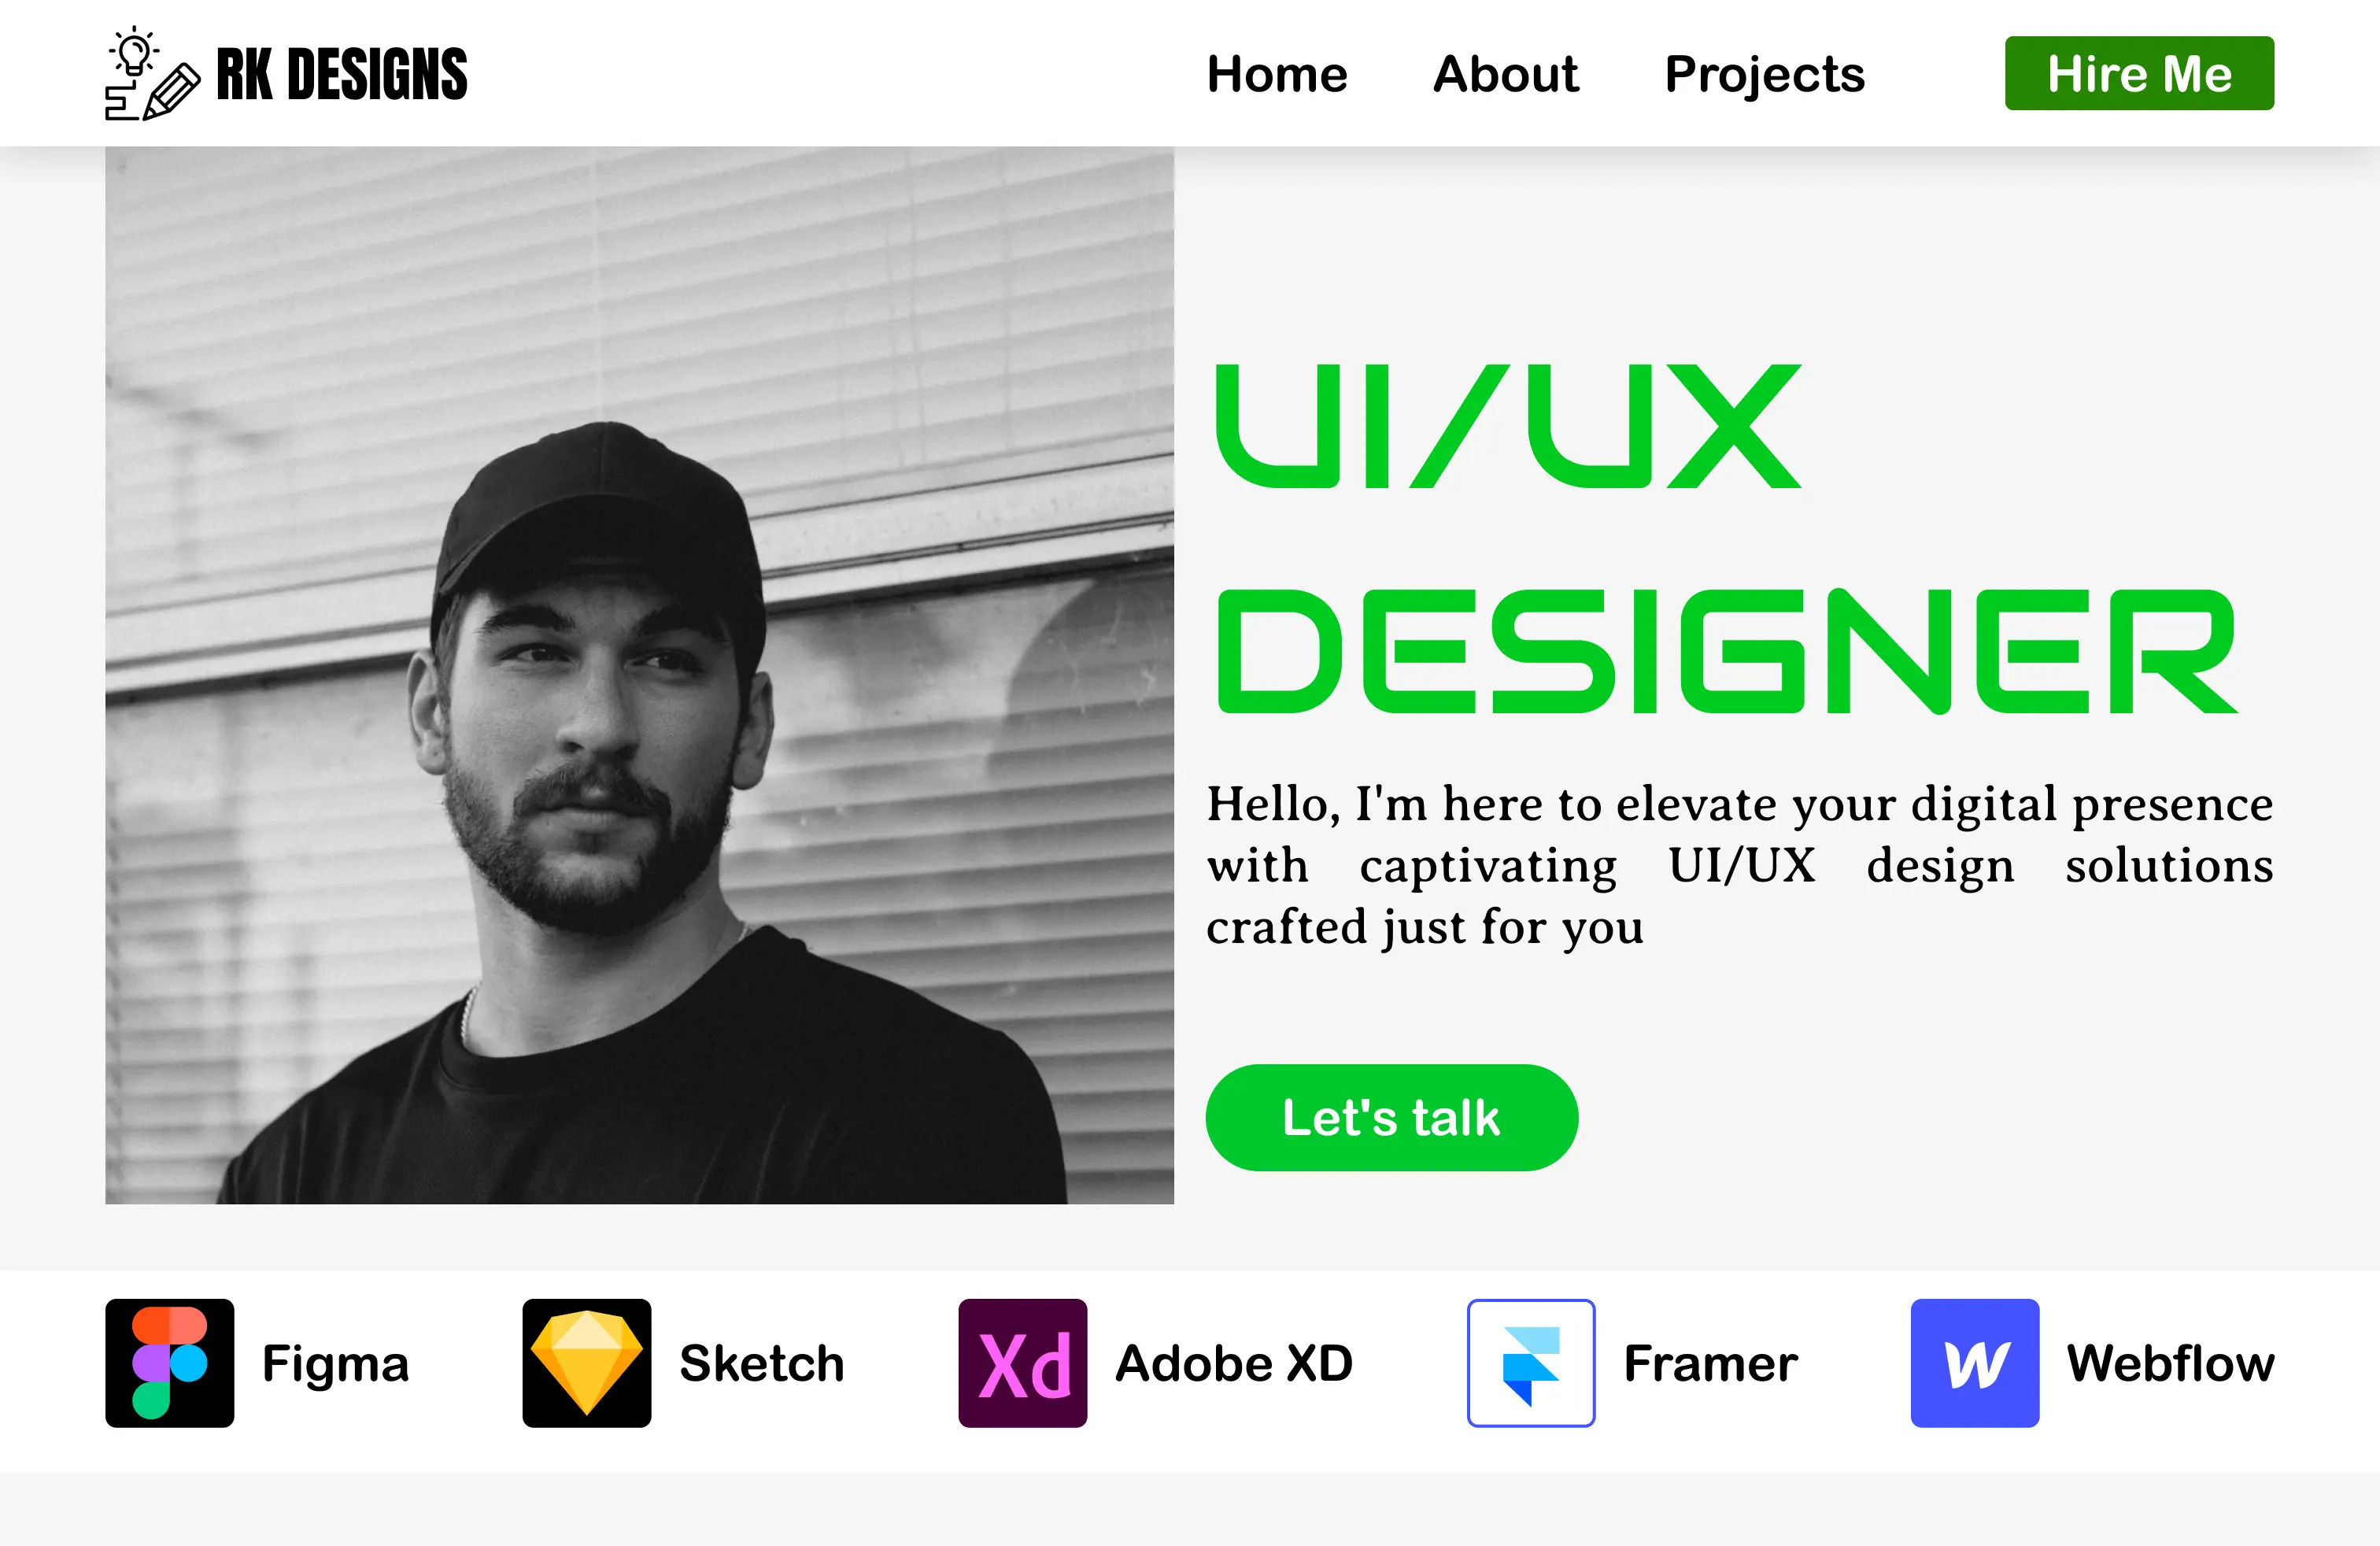 RK DESIGNS
Home About Projects Hire Me
UI/UX
DESIGNER
Hello, I'm here to elevate your digital presence
with captivating UI/UX design solutions
crafted just for you
Let's talk
Figma Sketch Xd Adobe XD Framer W Webflow